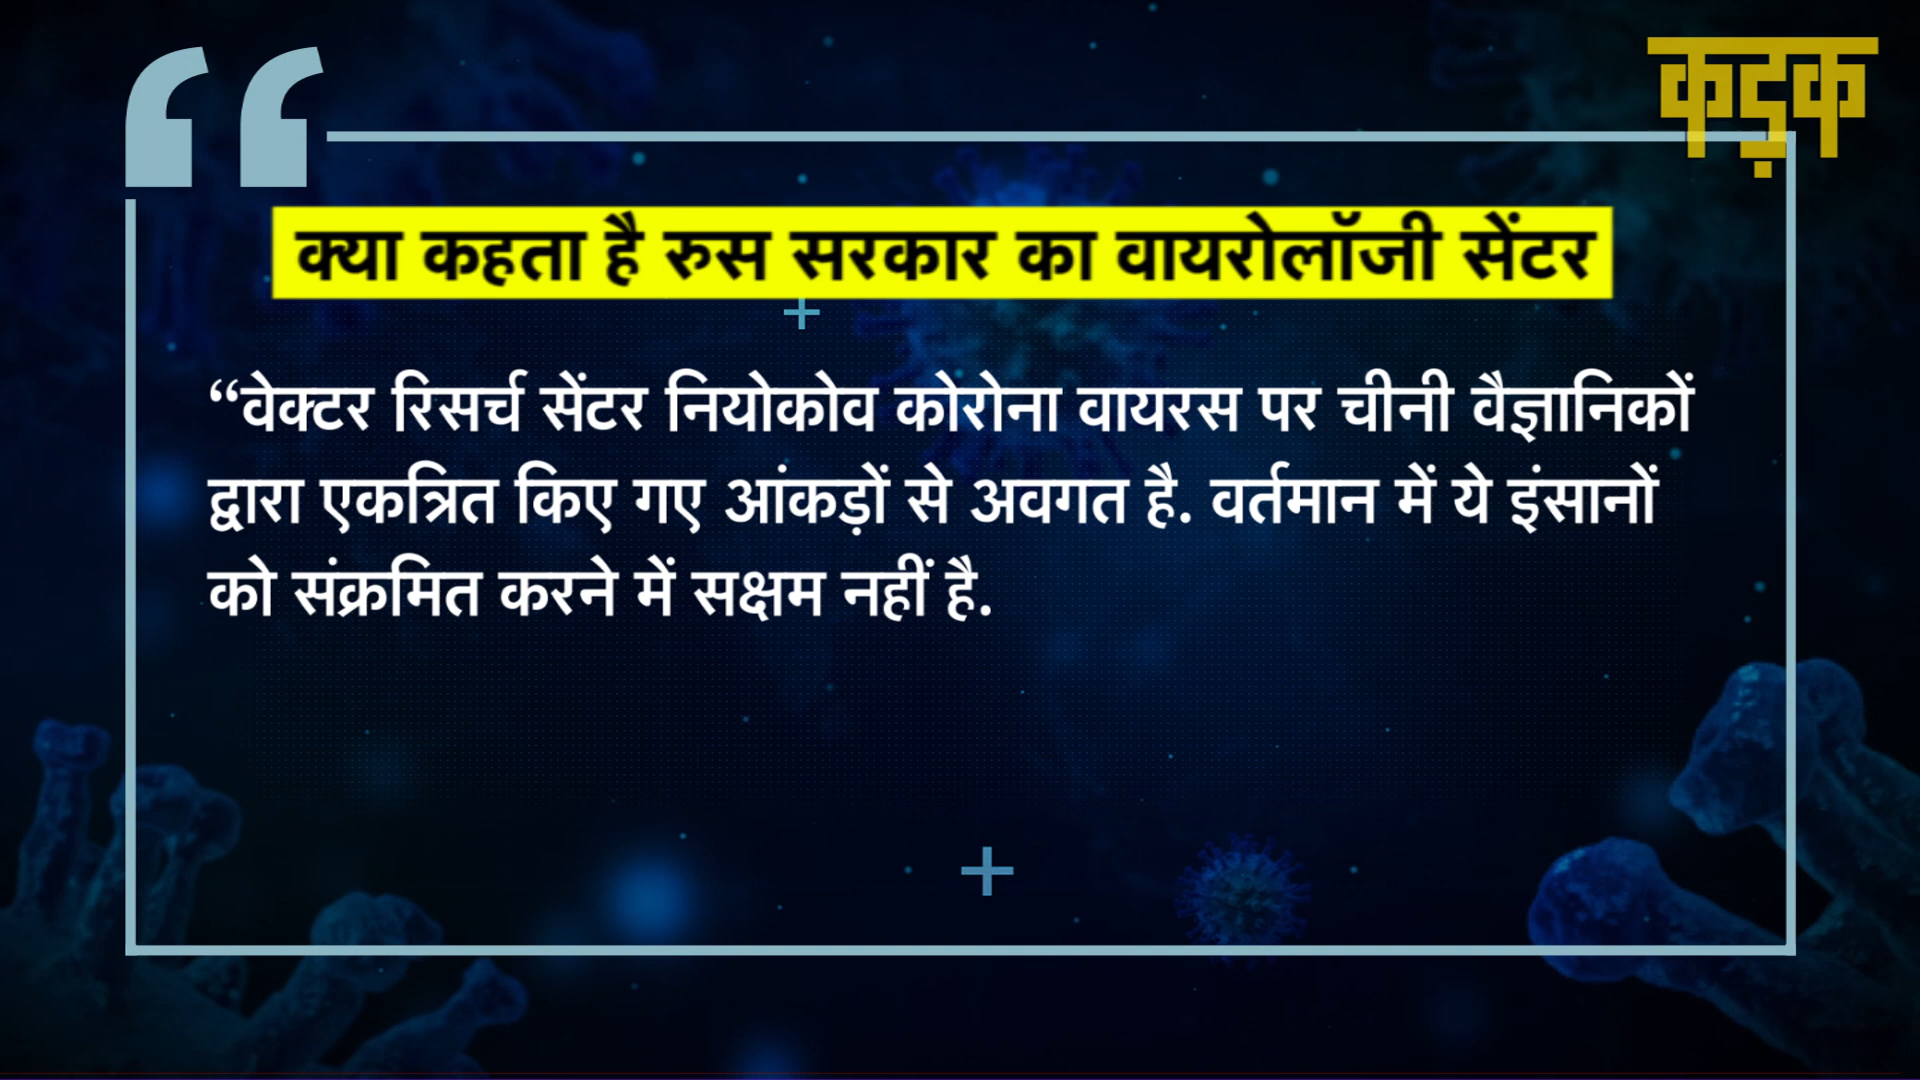 कड़क
क्या कहता है रुस सरकार का वायरोलॉजी सेंटर
“वेक्टर रिसर्च सेंटर नियोकोव कोरोना वायरस पर चीनी वैज्ञानिकों
द्वारा एकत्रित किए गए आंकड़ों से अवगत है. वर्तमान में ये इंसानों
को संक्रमित करने में सक्षम नहीं है.